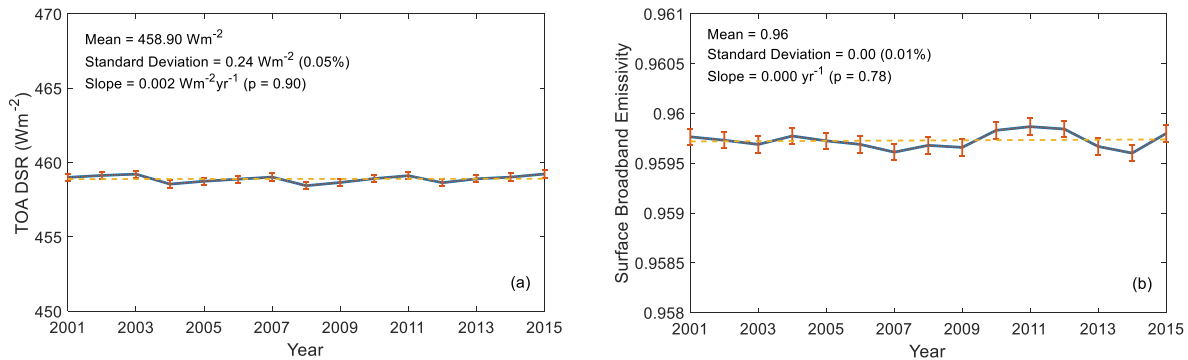 470
465
460
455
450
TOA DSR (Wm-2)
Mean = 458.90 Wm-2
Standard Deviation = 0.24 Wm-2 (0.05%)
Slope = 0.002 Wm-2yr-1 (p = 0.90)
(a)
2001 2003 2005 2007 2009 2011 2013 2015
Year
0.961
0.9605
0.96
0.9595
0.959
0.9585
0.958
Surface Broadband Emissivity
Mean = 0.96
Standard Deviation = 0.00 (0.01%)
Slope = 0.000 yr-1 (p = 0.78)
(b)
2001 2003 2005 2007 2009 2011 2013 2015
Year